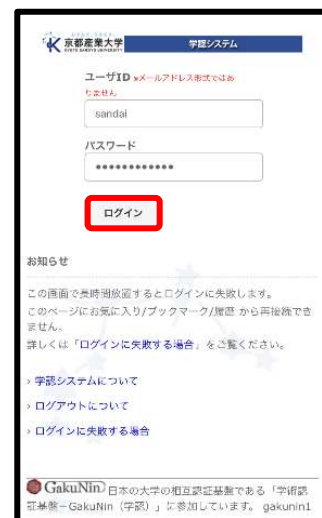 京都産業大学
KYOTO SANGYO UNIVERSITY
学認システム
ユーザID ※メールアドレス形式ではあ
りません
sandai
パスワード
●●●●●●●●●●●●
ログイン
お知らせ
この画面で長時間放置するとログインに失敗します。
このページにお気に入り/ブックマーク/履歴 から再接続でき
ません。
詳しくは「ログインに失敗する場合」をご覧ください。
› 学認システムについて
› ログアウトについて
› ログインに失敗する場合
GakuNin 日本の大学の相互認証基盤である「学術認
証基盤－GakuNin（学認）」に参加しています。 gakunin1